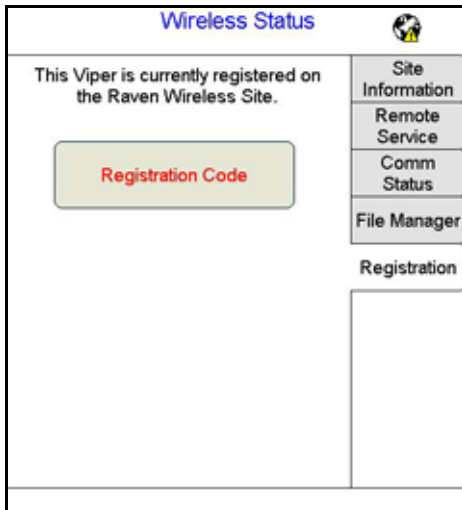 Wireless Status
This Viper is currently registered on
the Raven Wireless Site.
Registration Code
Site
Information
Remote
Service
Comm
Status
File Manager
Registration